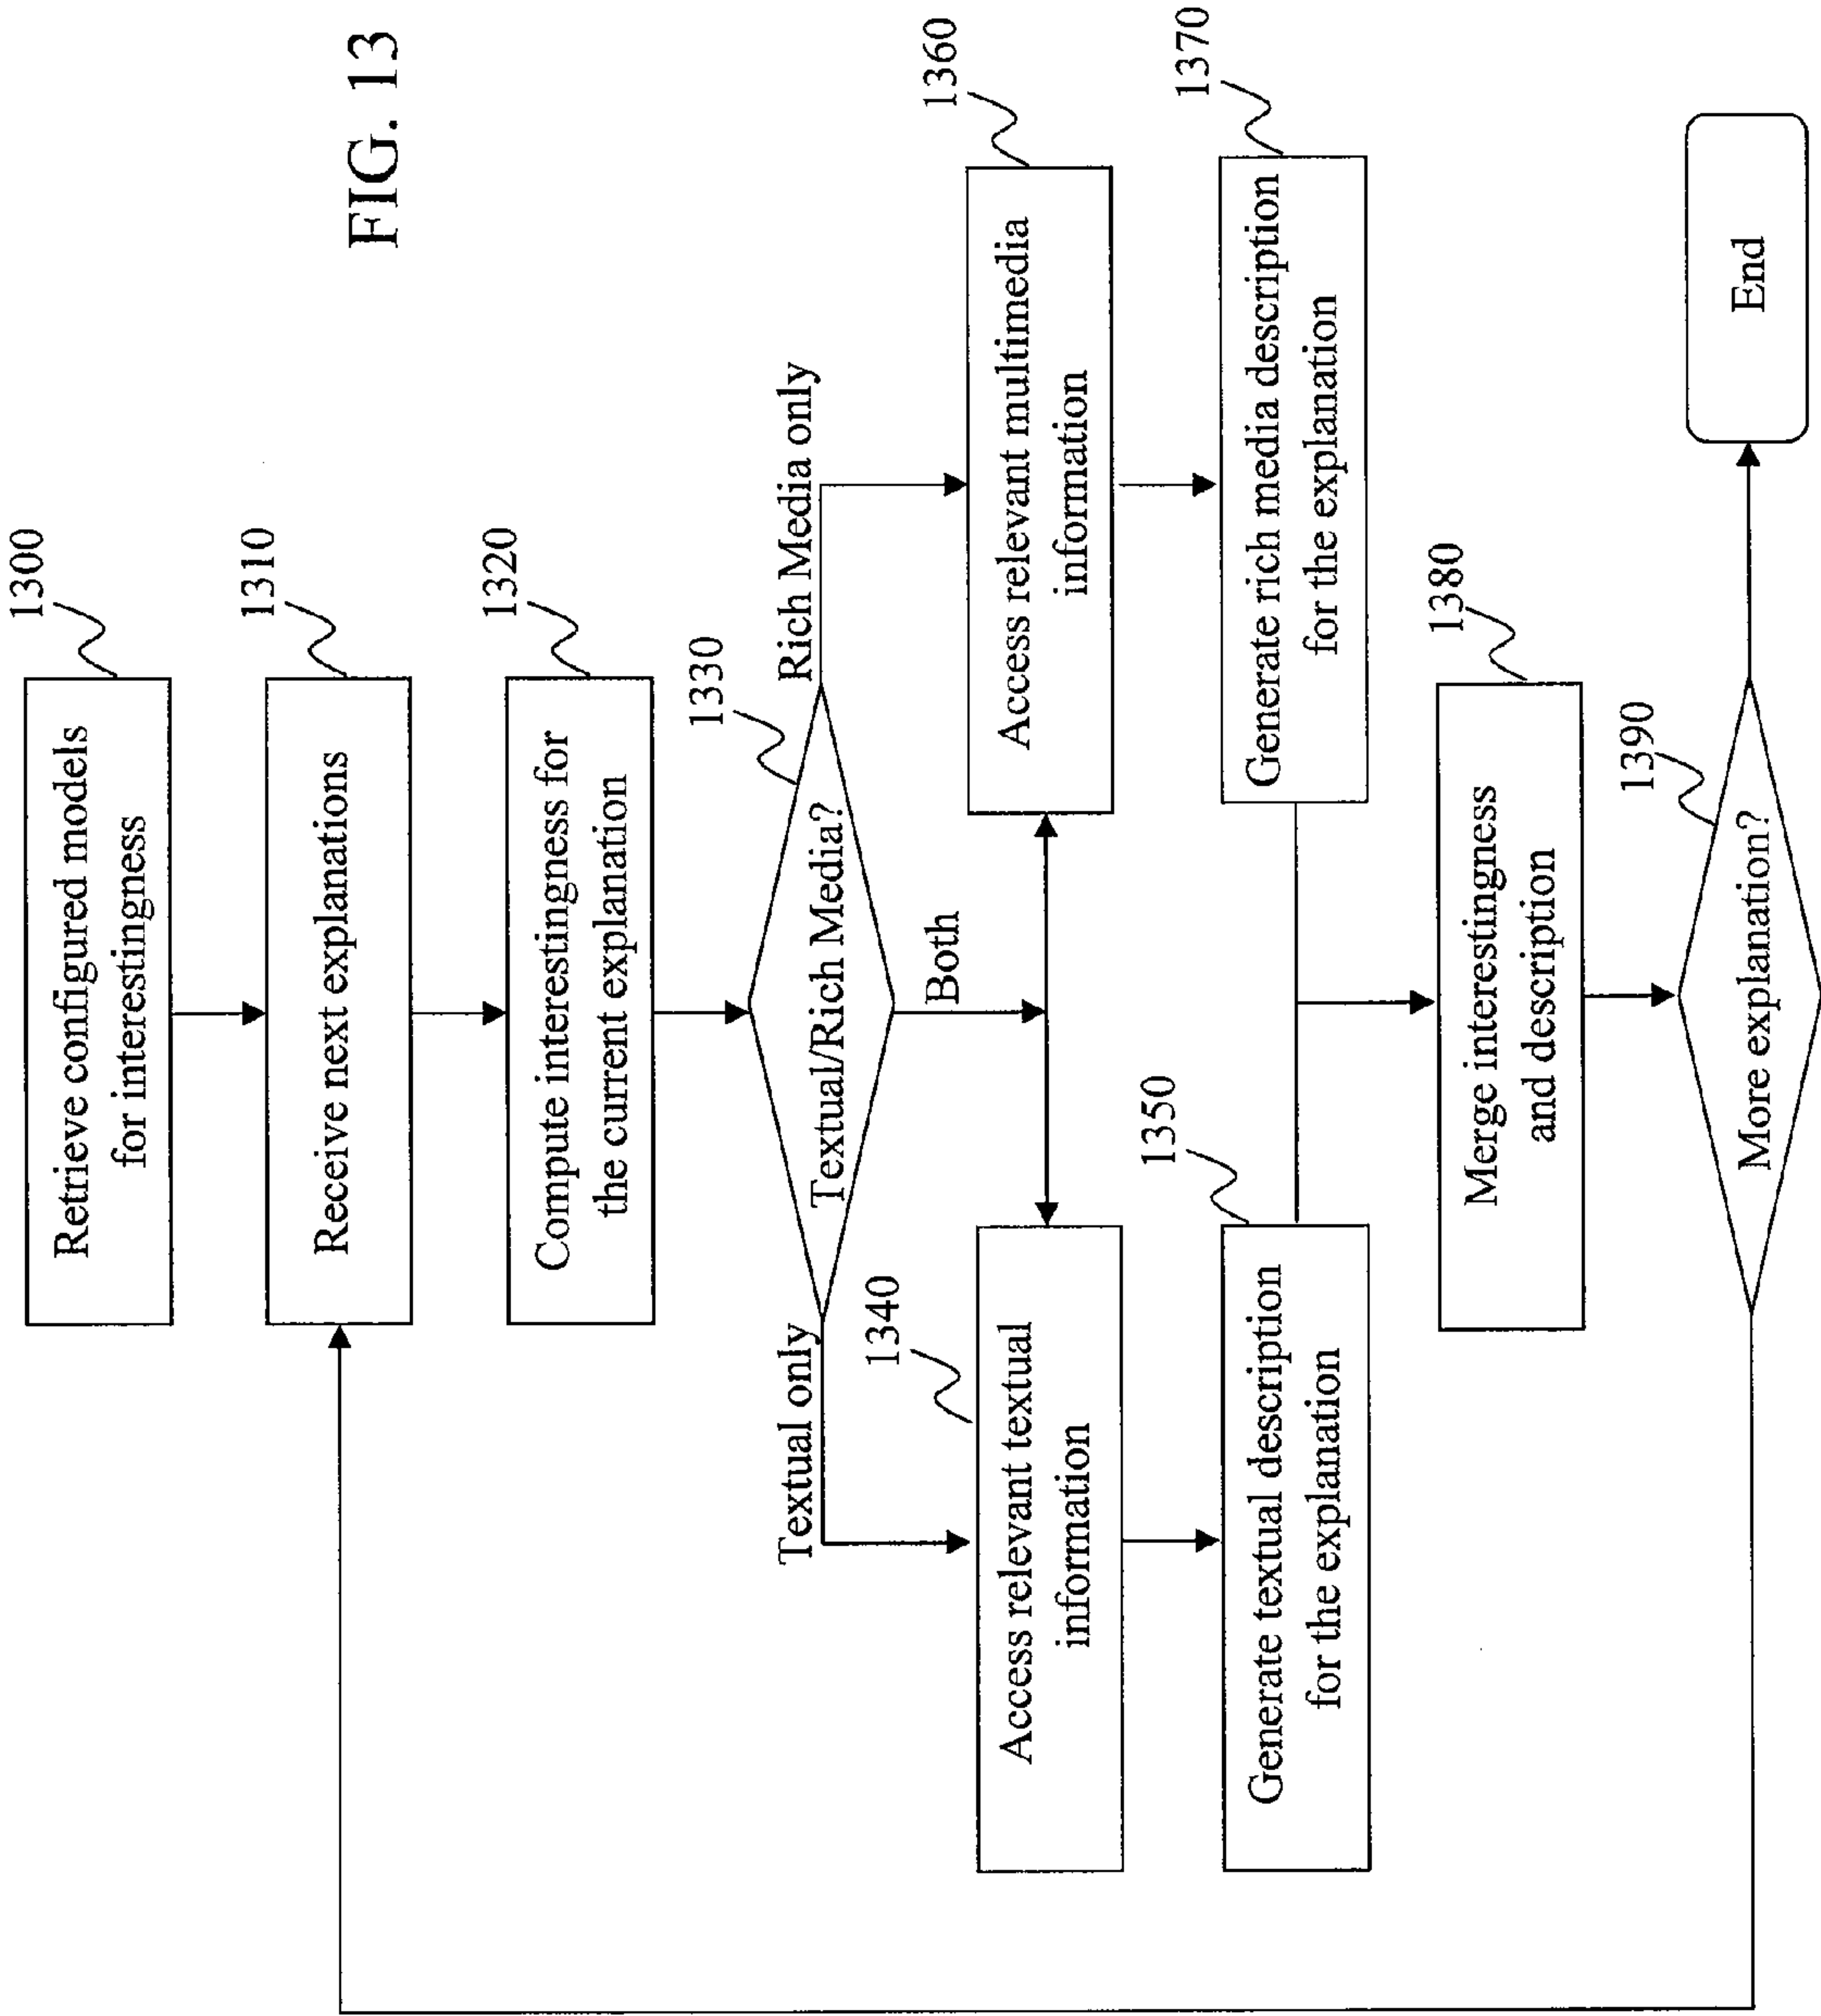 FIG. 13
1300
Retrieve configured models
for interestingness
1310
Receive next explanations
1320
Compute interestingness for
the current explanation
1330
Textual/Rich Media?
Textual only
Rich Media only
Both
1340
Access relevant textual
information
1360
Access relevant multimedia
information
1350
Generate textual description
for the explanation
1370
Generate rich media description
for the explanation
1380
Merge interestingness
and description
1390
More explanation?
End